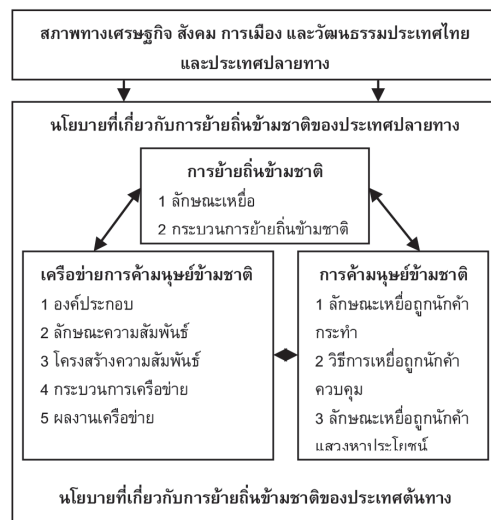 สภาพทางเศรษฐกิจ สังคม การเมือง และวัฒนธรรมประเทศไทย
และประเทศปลายทาง
นโยบายที่เกี่ยวกับการย้ายถิ่นข้ามชาติของประเทศปลายทาง
การย้ายถิ่นข้ามชาติ
1 ลักษณะเหยื่อ
2 กระบวนการย้ายถิ่นข้ามชาติ
เครือข่ายการค้ามนุษย์ข้ามชาติ
1 องค์ประกอบ
2 ลักษณะความสัมพันธ์
3 โครงสร้างความสัมพันธ์
4 กระบวนการเครือข่าย
5 ผลงานเครือข่าย
การค้ามนุษย์ข้ามชาติ
1 ลักษณะเหยื่อถูกนักค้า
กระทำ
2 วิธีการเหยื่อถูกนักค้า
ควบคุม
3 ลักษณะเหยื่อถูกนักค้า
แสวงหาประโยชน์
นโยบายที่เกี่ยวกับการย้ายถิ่นข้ามชาติของประเทศต้นทาง